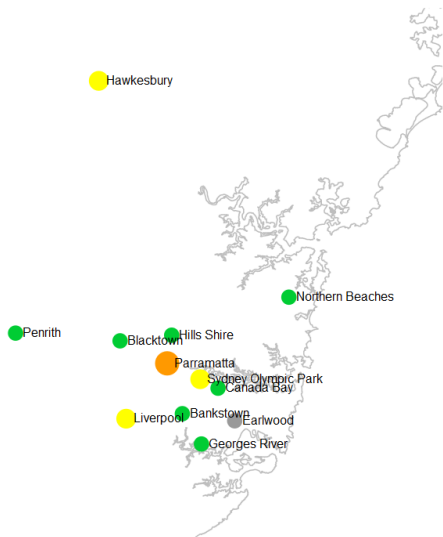 Hawkesbury
Northern Beaches
Penrith
Hills Shire
Blacktown
Parramatta
Sydney Olympic Park
Canada Bay
Bankstown
Liverpool
Earlwood
Georges River